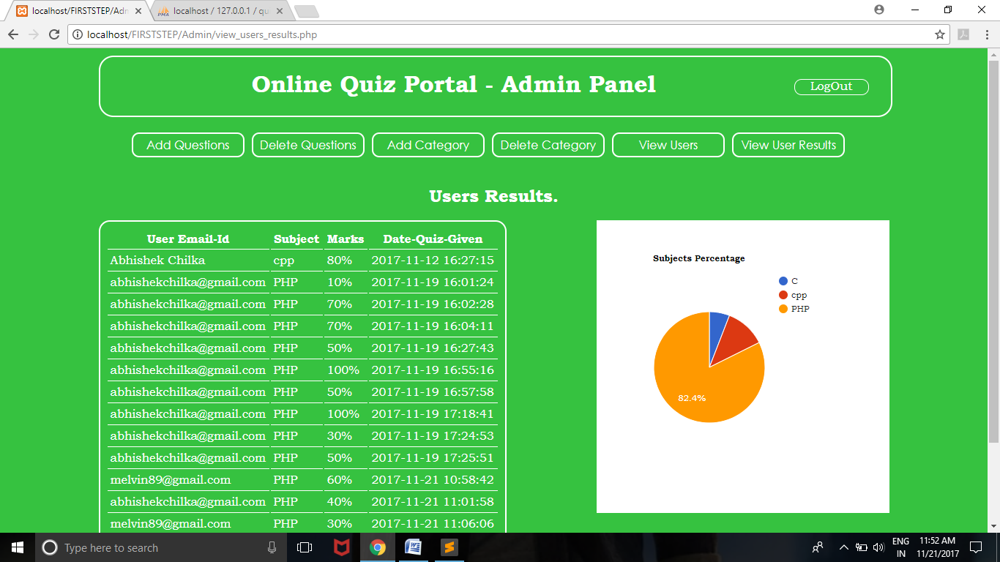 localhost/FIRSTSTEP/Adm
localhost / 127.0.0.1 / qu
localhost/FIRSTSTEP/Admin/view_users_results.php
Online Quiz Portal - Admin Panel
LogOut
Add Questions Delete Questions Add Category Delete Category View Users View User Results
Users Results.
User Email-Id Subject Marks Date-Quiz-Given
Abhishek Chilka cpp 80% 2017-11-12 16:27:15
abhishekchilka@gmail.com PHP 10% 2017-11-19 16:01:24
abhishekchilka@gmail.com PHP 70% 2017-11-19 16:02:28
abhishekchilka@gmail.com PHP 70% 2017-11-19 16:04:11
abhishekchilka@gmail.com PHP 50% 2017-11-19 16:27:43
abhishekchilka@gmail.com PHP 100% 2017-11-19 16:55:16
abhishekchilka@gmail.com PHP 50% 2017-11-19 16:57:58
abhishekchilka@gmail.com PHP 100% 2017-11-19 17:18:41
abhishekchilka@gmail.com PHP 30% 2017-11-19 17:24:53
abhishekchilka@gmail.com PHP 50% 2017-11-19 17:25:51
melvin89@gmail.com PHP 60% 2017-11-21 10:58:42
abhishekchilka@gmail.com PHP 40% 2017-11-21 11:01:58
melvin89@gmail.com PHP 30% 2017-11-21 11:06:06
Subjects Percentage
C
cpp
PHP
82.4%
Type here to search
ENG
IN
11:52 AM
11/21/2017